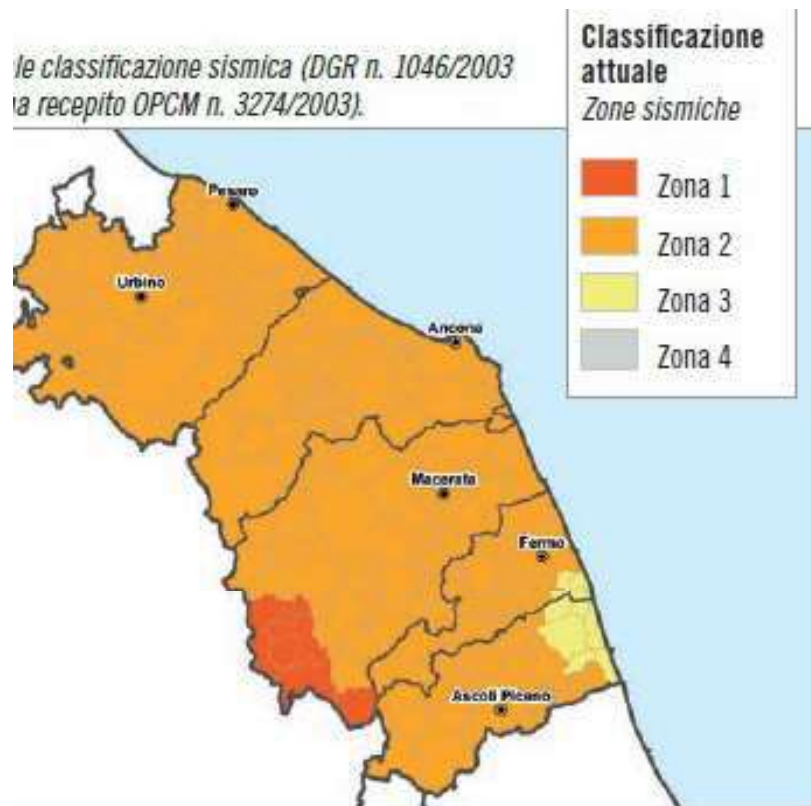 le classificazione sismica (DGR n. 1046/2003
a recepito OPCM n. 3274/2003).
Classificazione
attuale
Zone sismiche
Zona 1
Zona 2
Zona 3
Zona 4
Pesaro
Urbino
Ancona
Macerata
Fermo
Ascoli Piceno